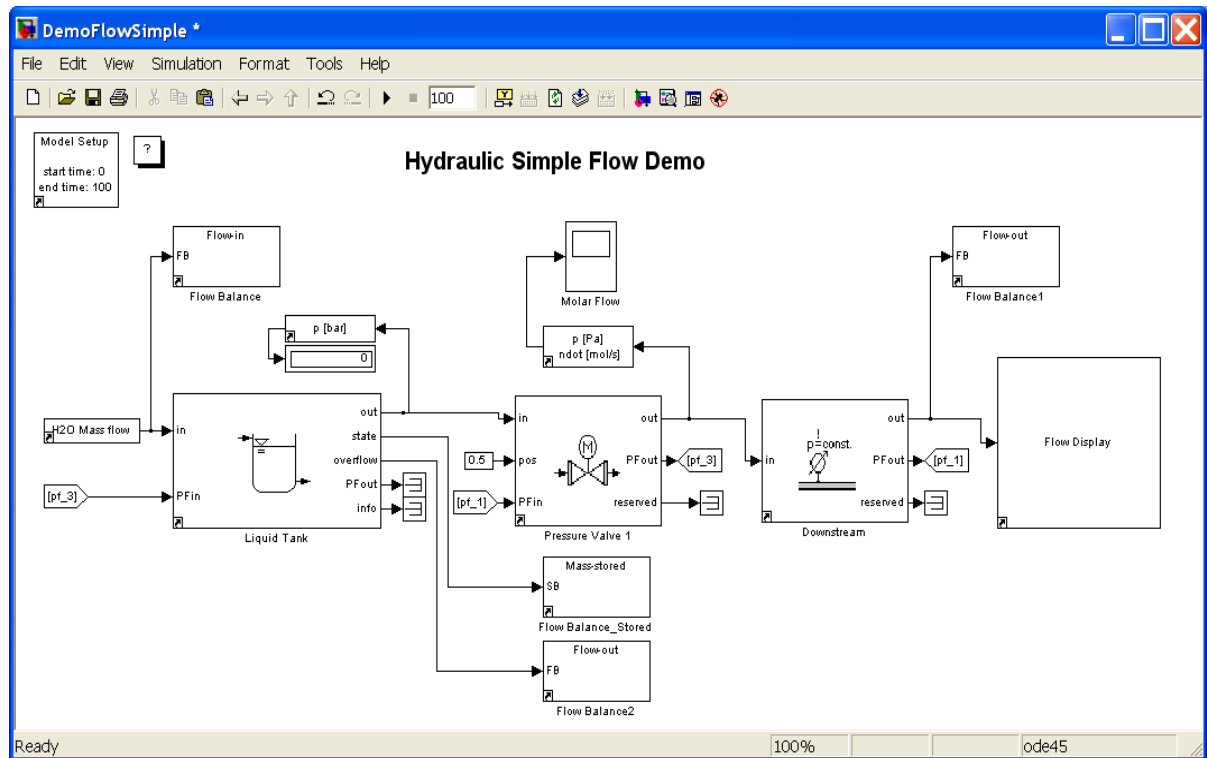 DemoFlowSimple *
File Edit View Simulation Format Tools Help
100
Model Setup
start time: 0
end time: 100
?
Hydraulic Simple Flow Demo
Flow-in
FB
Flow Balance
Molar Flow
Flow-out
FB
Flow Balance1
p [bar]
0
p [Pa]
ndot [mol/s]
H2O Mass flow
[pf_3]
in
PFin
out
state
overflow
PFout
info
Liquid Tank
0.5
[pf_1]
in
pos
PFin
M
out
PFout
reserved
Pressure Valve 1
[pf_3]
in
p=const.
out
PFout
reserved
Downstream
[pf_1]
Flow Display
Mass-stored
SB
Flow Balance_Stored
Flow-out
FB
Flow Balance2
Ready
100%
ode45